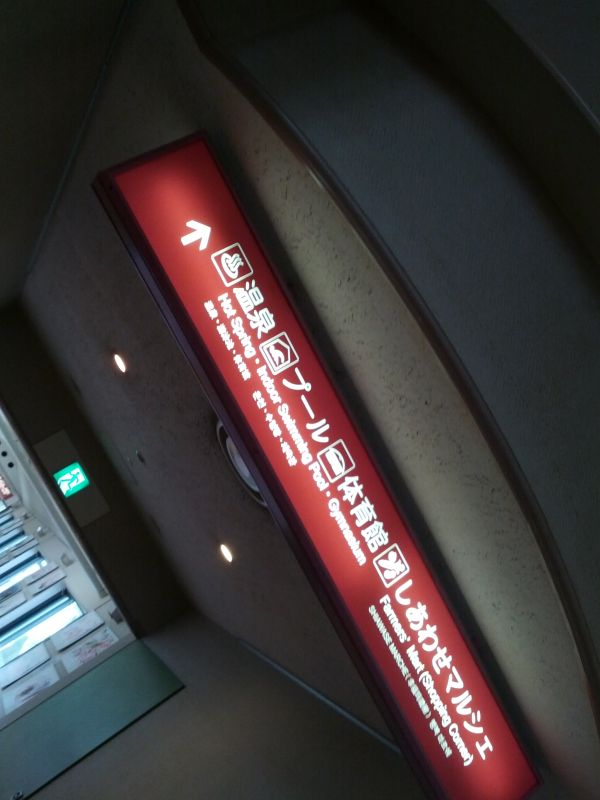 温泉 プール 体育館 しあわせマルシェ
Hot Spring・Indoor Swimming Pool・Gymnasium Farmers' Mart (Shopping Corner)